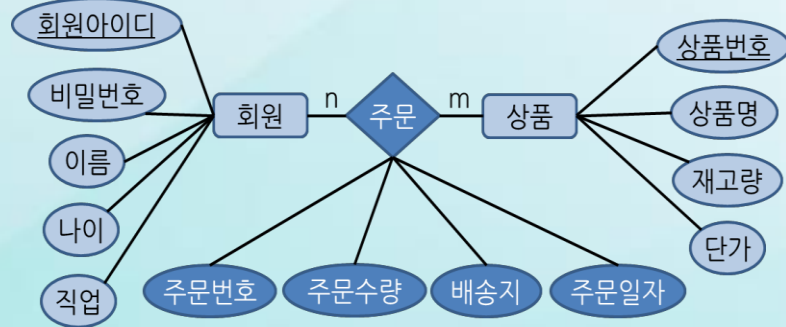 회원아이디
비밀번호
이름
나이
직업
회원
n
주문
m
상품
상품번호
상품명
재고량
단가
주문번호
주문수량
배송지
주문일자